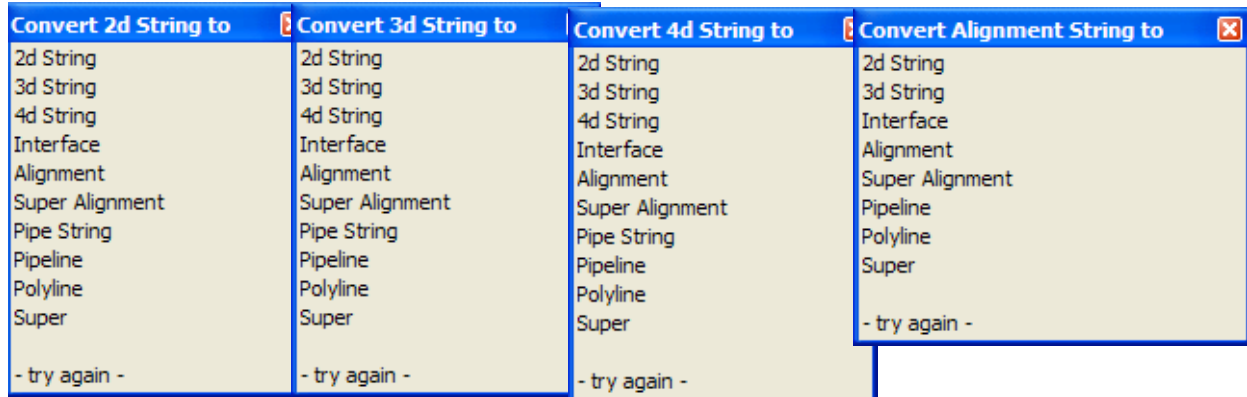 Convert 2d String to
2d String
3d String
4d String
Interface
Alignment
Super Alignment
Pipe String
Pipeline
Polyline
Super
- try again -
Convert 3d String to
2d String
3d String
4d String
Interface
Alignment
Super Alignment
Pipe String
Pipeline
Polyline
Super
- try again -
Convert 4d String to
2d String
3d String
4d String
Interface
Alignment
Super Alignment
Pipe String
Pipeline
Polyline
Super
- try again -
Convert Alignment String to
2d String
3d String
Interface
Alignment
Super Alignment
Pipeline
Polyline
Super
- try again -